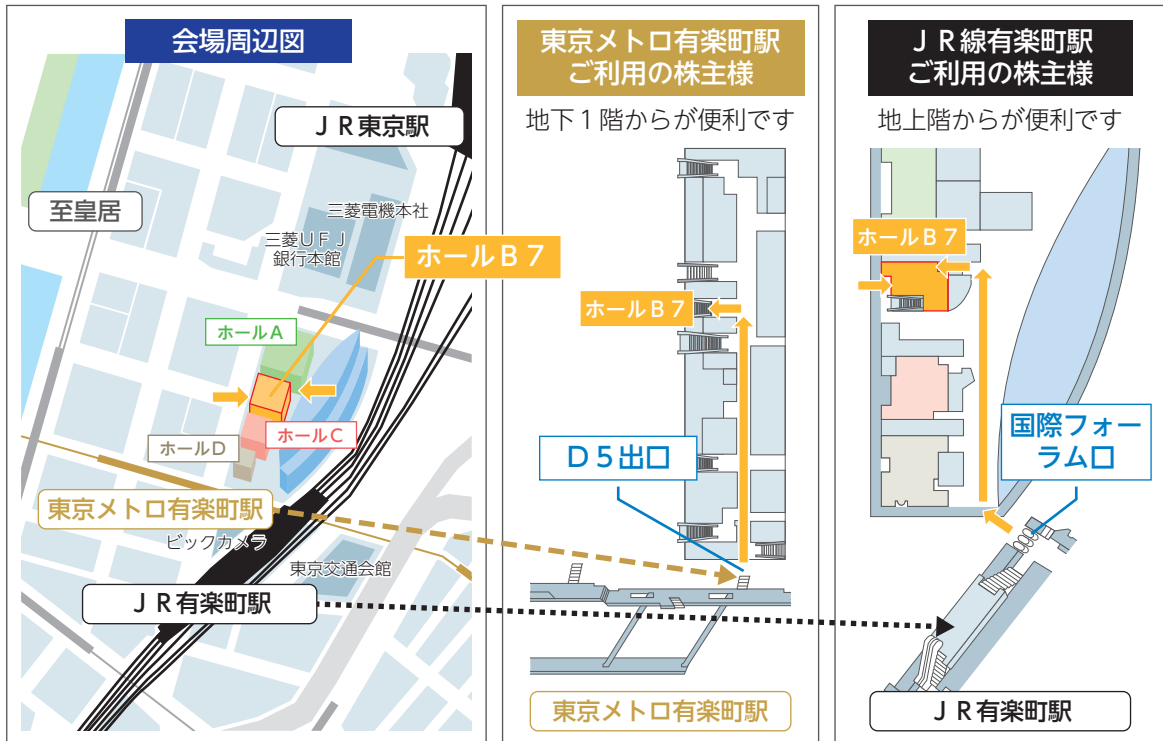 会場周辺図
ＪＲ東京駅
至皇居
三菱電機本社
三菱ＵＦＪ
銀行本館
ホールＢ７
ホールＡ
ホールＣ
ホールＤ
東京メトロ有楽町駅
ビックカメラ
東京交通会館
ＪＲ有楽町駅
東京メトロ有楽町駅
ご利用の株主様
地下１階からが便利です
ホールＢ７
Ｄ５出口
東京メトロ有楽町駅
ＪＲ線有楽町駅
ご利用の株主様
地上階からが便利です
ホールＢ７
国際フォー
ラム口
ＪＲ有楽町駅